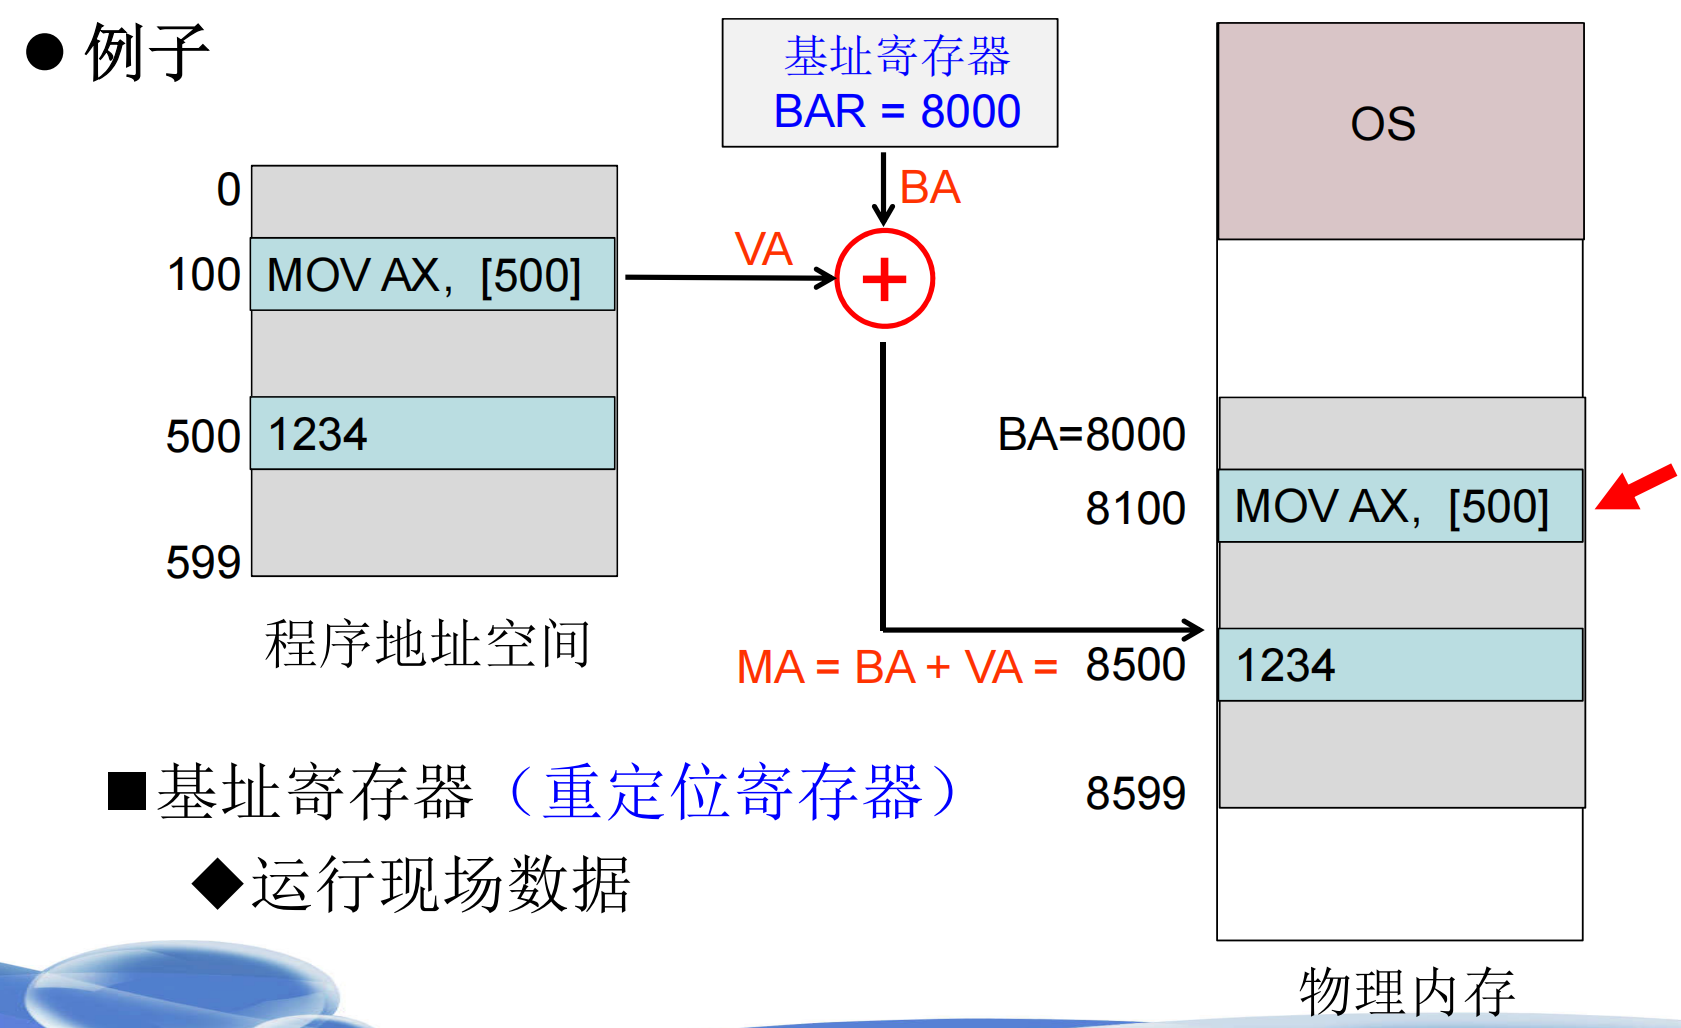 ● 例子
基址寄存器
BAR = 8000
BA
VA
+
0
100 MOV AX, [500]
500 1234
599
程序地址空间
OS
BA=8000
8100 MOV AX, [500]
MA = BA + VA = 8500 1234
8599
物理内存
■基址寄存器（重定位寄存器）
◆运行现场数据